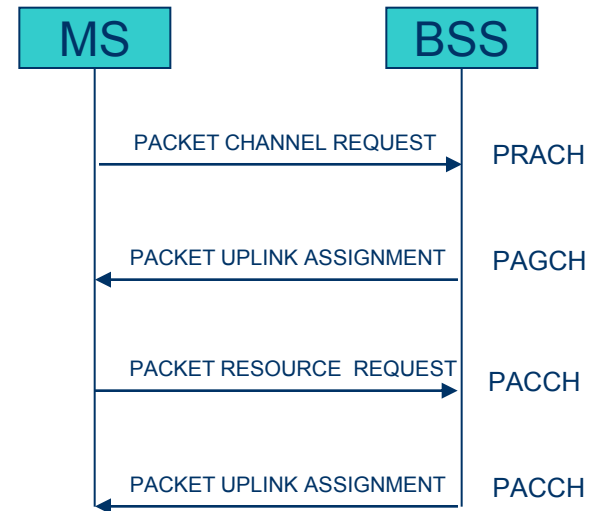 MS BSS
PACKET CHANNEL REQUEST PRACH
PACKET UPLINK ASSIGNMENT PAGCH
PACKET RESOURCE REQUEST PACCH
PACKET UPLINK ASSIGNMENT PACCH